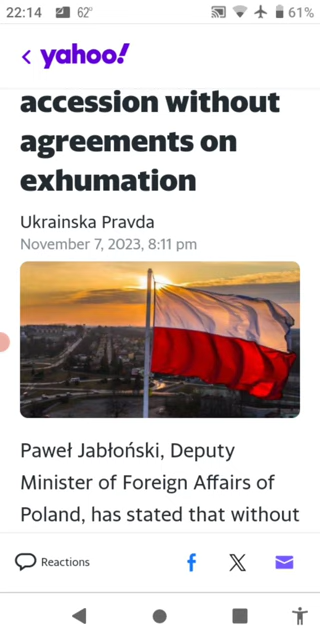 22:14 62° 61%
yahoo!
accession without
agreements on
exhumation
Ukrainska Pravda
November 7, 2023, 8:11 pm
Paweł Jabłoński, Deputy
Minister of Foreign Affairs of
Poland, has stated that without
Reactions